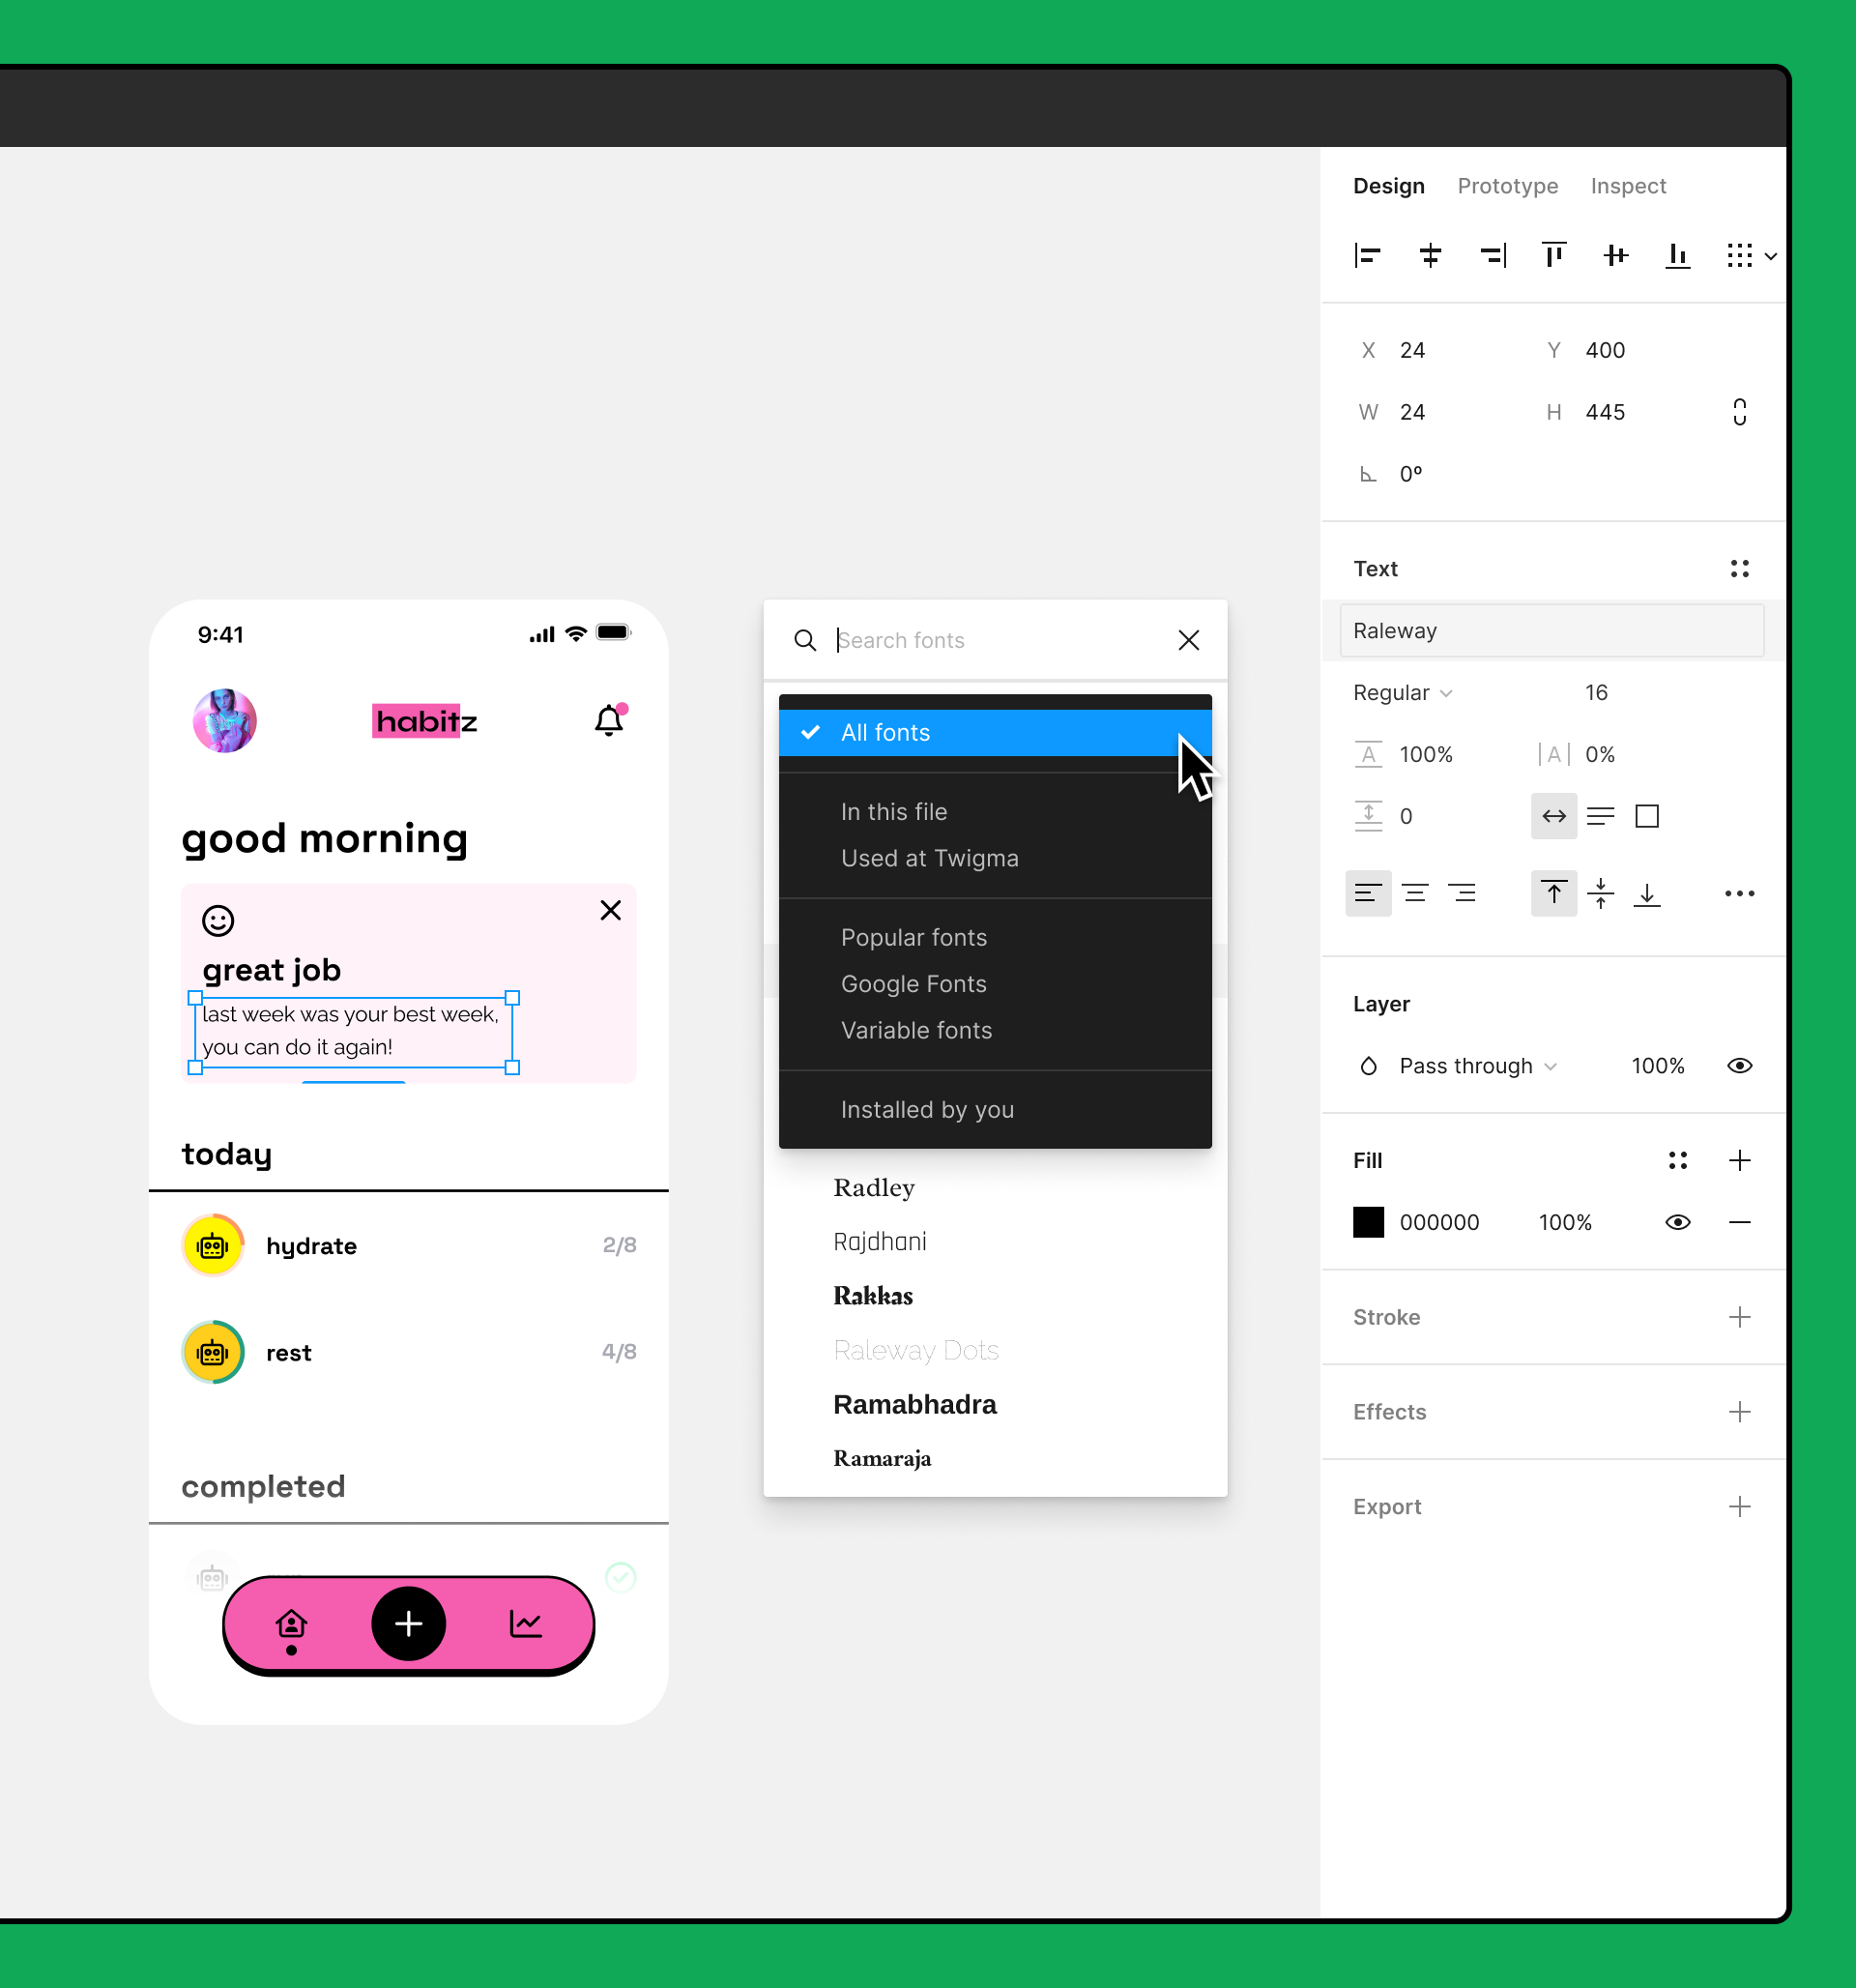 Design Prototype Inspect
X 24 Y 400
W 24 H 445
0º
Text
Raleway
Regular 16
A 100% |A| 0%
0
Layer
Pass through 100%
Fill
000000 100%
Stroke
Effects
Export
9:41
habitz
good morning
great job
last week was your best week,
you can do it again!
today
hydrate 2/8
rest 4/8
completed
Search fonts
All fonts
In this file
Used at Twigma
Popular fonts
Google Fonts
Variable fonts
Installed by you
Radley
Rajdhani
Rakkas
Raleway Dots
Ramabhadra
Ramaraja